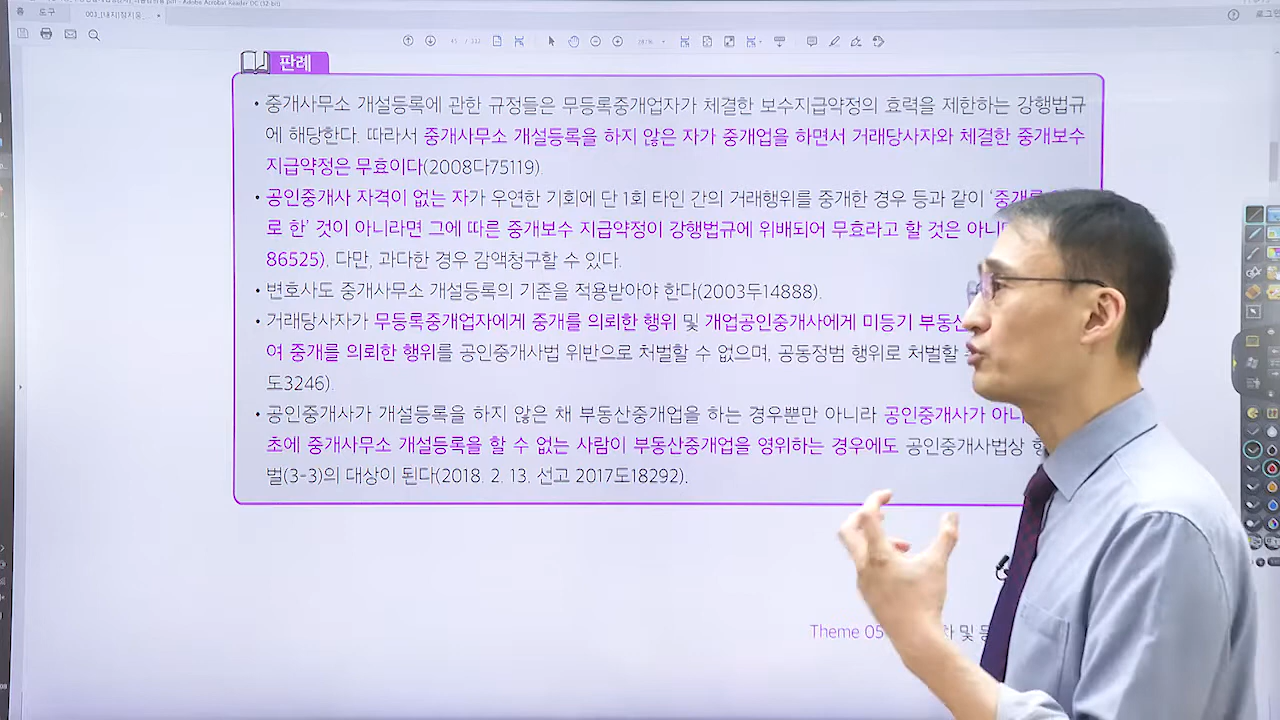 도구
판례
• 중개사무소 개설등록에 관한 규정들은 무등록중개업자가 체결한 보수지급약정의 효력을 제한하는 강행법규
에 해당한다. 따라서 중개사무소 개설등록을 하지 않은 자가 중개업을 하면서 거래당사자와 체결한 중개보수
지급약정은 무효이다(2008다75119)
• 공인중개사 자격이 없는 자가 우연한 기회에 단 1회 타인 간의 거래행위를 중개한 경우 등과 같이 ‘중개를
로 한’ 것이 아니라면 그에 따른 중개보수 지급약정이 강행법규에 위배되어 무효라고 할 것은 아니
86525). 다만, 과다한 경우 감액청구할 수 있다.
• 변호사도 중개사무소 개설등록의 기준을 적용받아야 한다(2003두14888).
• 거래당사자가 무등록중개업자에게 중개를 의뢰한 행위 및 개업공인중개사에게 미등기 부동산
여 중개를 의뢰한 행위를 공인중개사법 위반으로 처벌할 수 없으며, 공동정범 행위로 처벌할
도3246).
• 공인중개사가 개설등록을 하지 않은 채 부동산중개업을 하는 경우뿐만 아니라 공인중개사가 아니
초에 중개사무소 개설등록을 할 수 없는 사람이 부동산중개업을 영위하는 경우에도 공인중개사법상 형
벌(3-3)의 대상이 된다(2018. 2. 13. 선고 2017도18292).
Theme 05 차 및 등